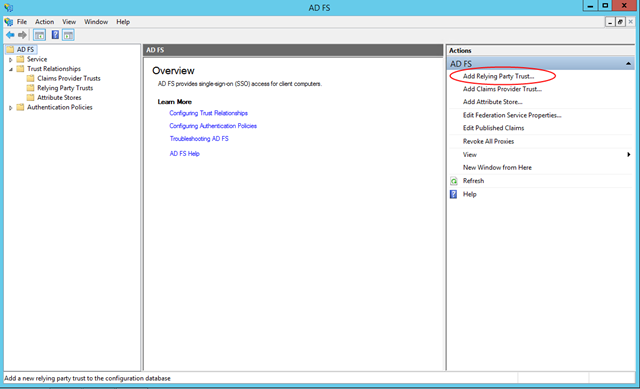 AD FS
File Action View Window Help
AD FS
Service
Trust Relationships
Claims Provider Trusts
Relying Party Trusts
Attribute Stores
Authentication Policies
AD FS
Overview
AD FS provides single-sign-on (SSO) access for client computers.
Learn More
Configuring Trust Relationships
Configuring Authentication Policies
Troubleshooting AD FS
AD FS Help
Actions
AD FS
Add Relying Party Trust...
Add Claims Provider Trust...
Add Attribute Store...
Edit Federation Service Properties...
Edit Published Claims
Revoke All Proxies
View
New Window from Here
Refresh
Help
Add a new relying party trust to the configuration database